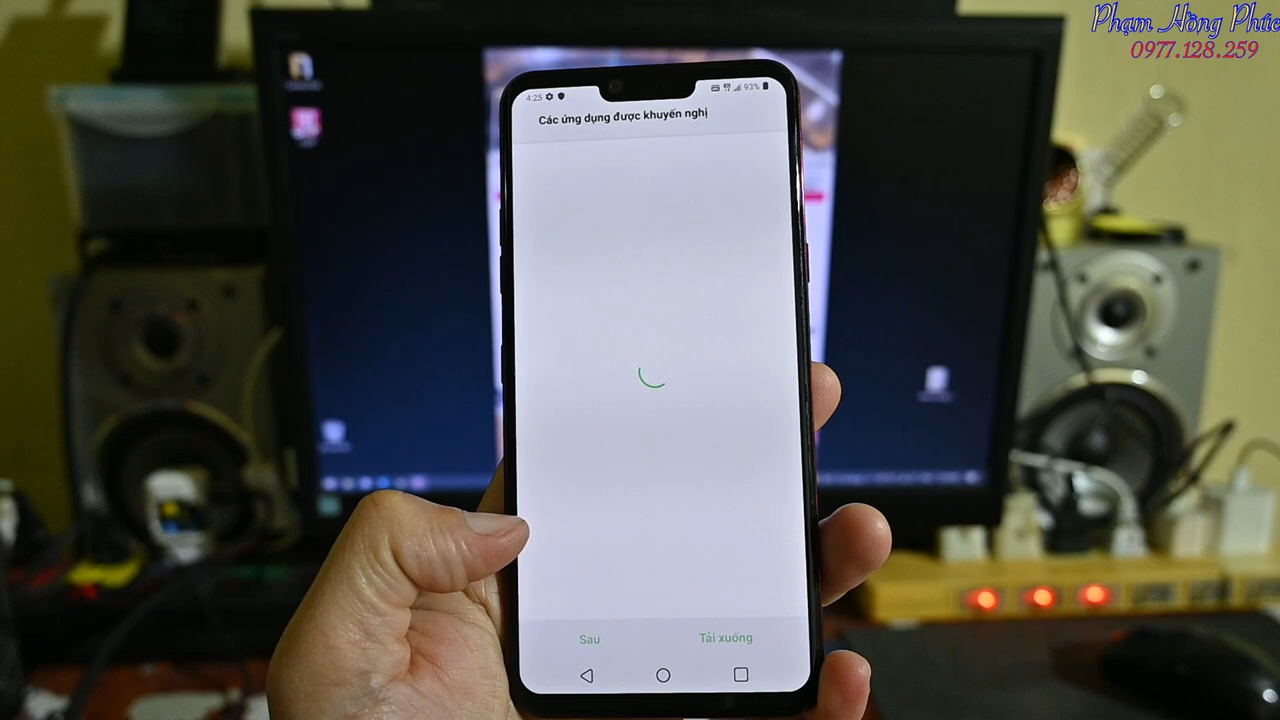 Phạm Hồng Phúc
0977.128.259
4:25
93%
Các ứng dụng được khuyến nghị
Sau
Tải xuống